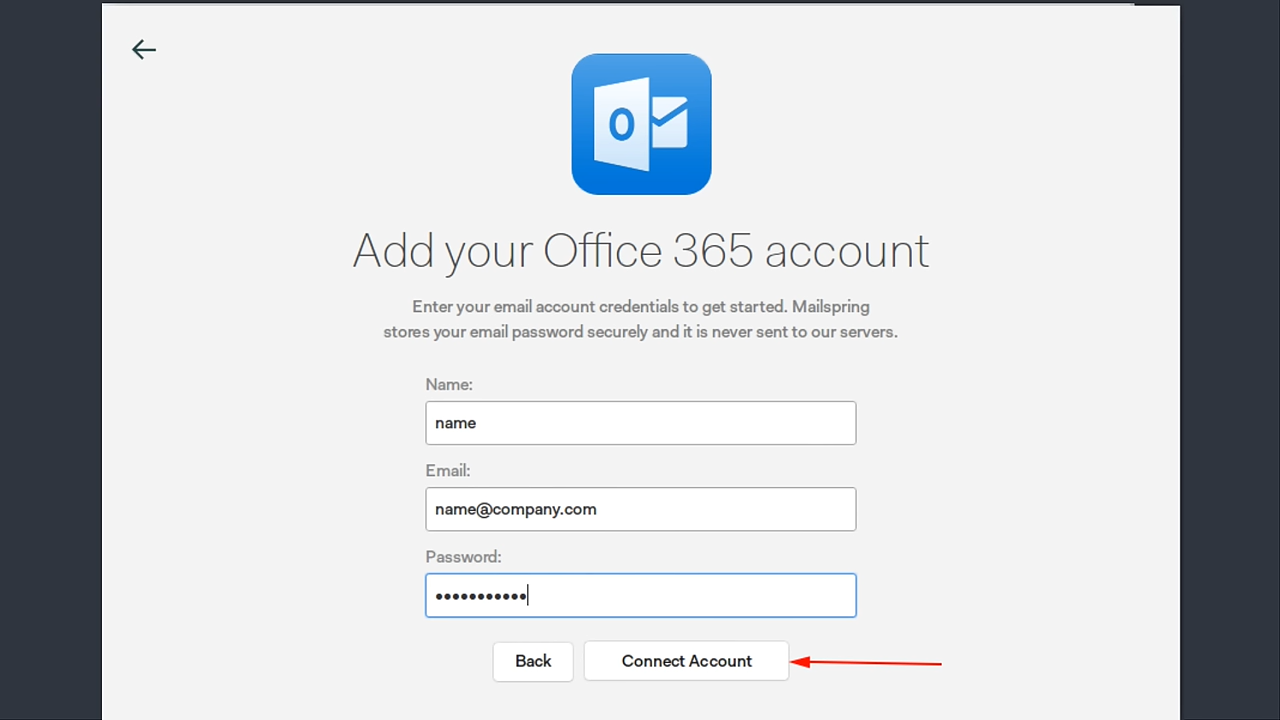 Add your Office 365 account
Enter your email account credentials to get started. Mailspring
stores your email password securely and it is never sent to our servers.
Name:
name
Email:
name@company.com
Password:
•••••••••••
Back
Connect Account